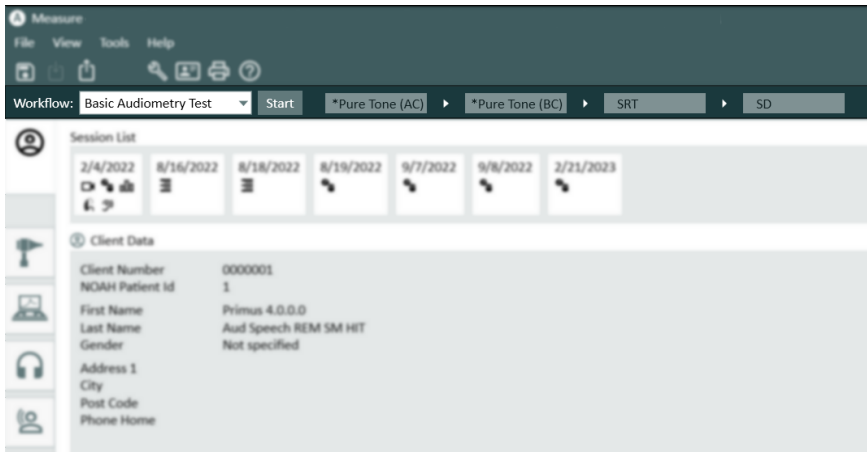 A Measure
File View Tools Help
Workflow: Basic Audiometry Test Start *Pure Tone (AC) *Pure Tone (BC) SRT SD
Session List
2/4/2022 8/16/2022 8/18/2022 8/19/2022 9/7/2022 9/8/2022 2/21/2023
Client Data
Client Number 0000001
NOAH Patient Id 1
First Name Primus 4.0.0.0
Last Name Aud Speech REM SM HIT
Gender Not specified
Address 1
City
Post Code
Phone Home